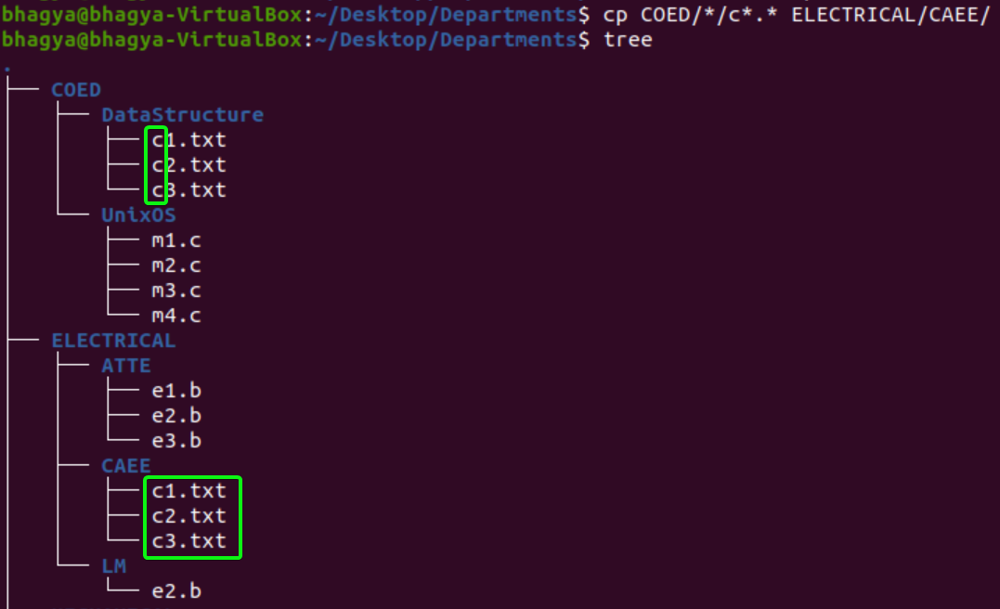 bhagya@bhagya-VirtualBox:~/Desktop/Departments$ cp COED/*/c*.* ELECTRICAL/CAEE/
bhagya@bhagya-VirtualBox:~/Desktop/Departments$ tree
.
├── COED
│   ├── DataStructure
│   │   ├── c1.txt
│   │   ├── c2.txt
│   │   └── c3.txt
│   └── UnixOS
│       ├── m1.c
│       ├── m2.c
│       ├── m3.c
│       └── m4.c
├── ELECTRICAL
│   ├── ATTE
│   │   ├── e1.b
│   │   ├── e2.b
│   │   └── e3.b
│   ├── CAEE
│   │   ├── c1.txt
│   │   ├── c2.txt
│   │   └── c3.txt
│   └── LM
│       └── e2.b